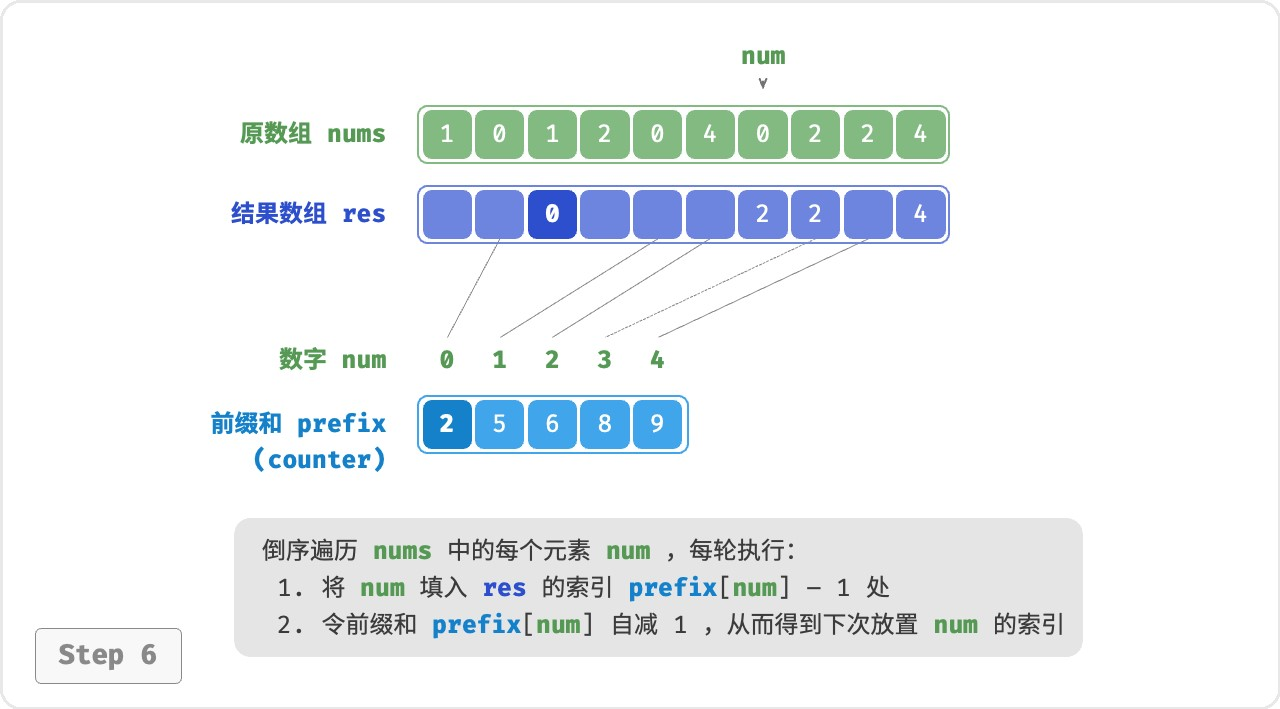 num
原数组 nums 1 0 1 2 0 4 0 2 2 4
结果数组 res 0 2 2 4
数字 num 0 1 2 3 4
前缀和 prefix 2 5 6 8 9
(counter)
倒序遍历 nums 中的每个元素 num ，每轮执行：
1. 将 num 填入 res 的索引 prefix[num] – 1 处
2. 令前缀和 prefix[num] 自减 1 ，从而得到下次放置 num 的索引
Step 6